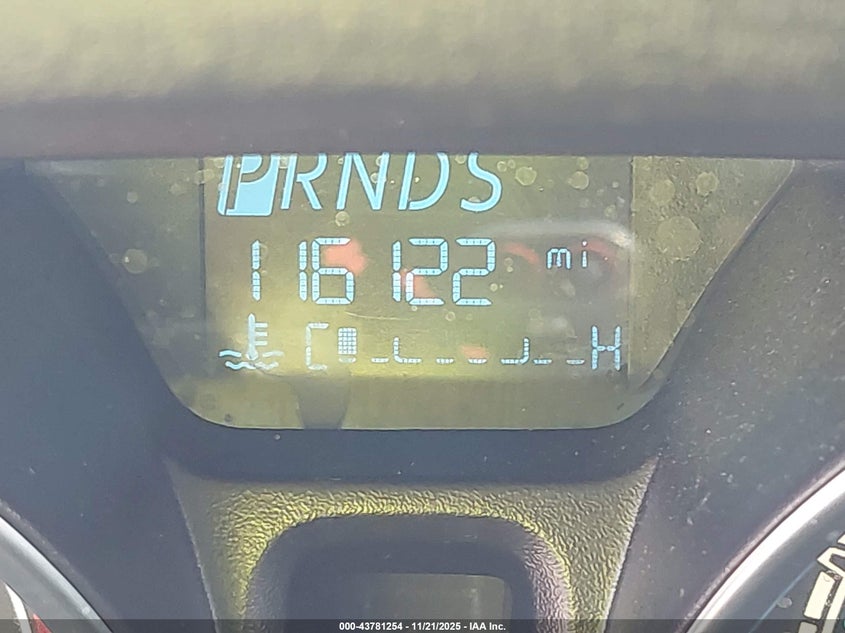 PRNDS
116122 mi
C H
000-43781254 - 11/21/2025 - IAA Inc.